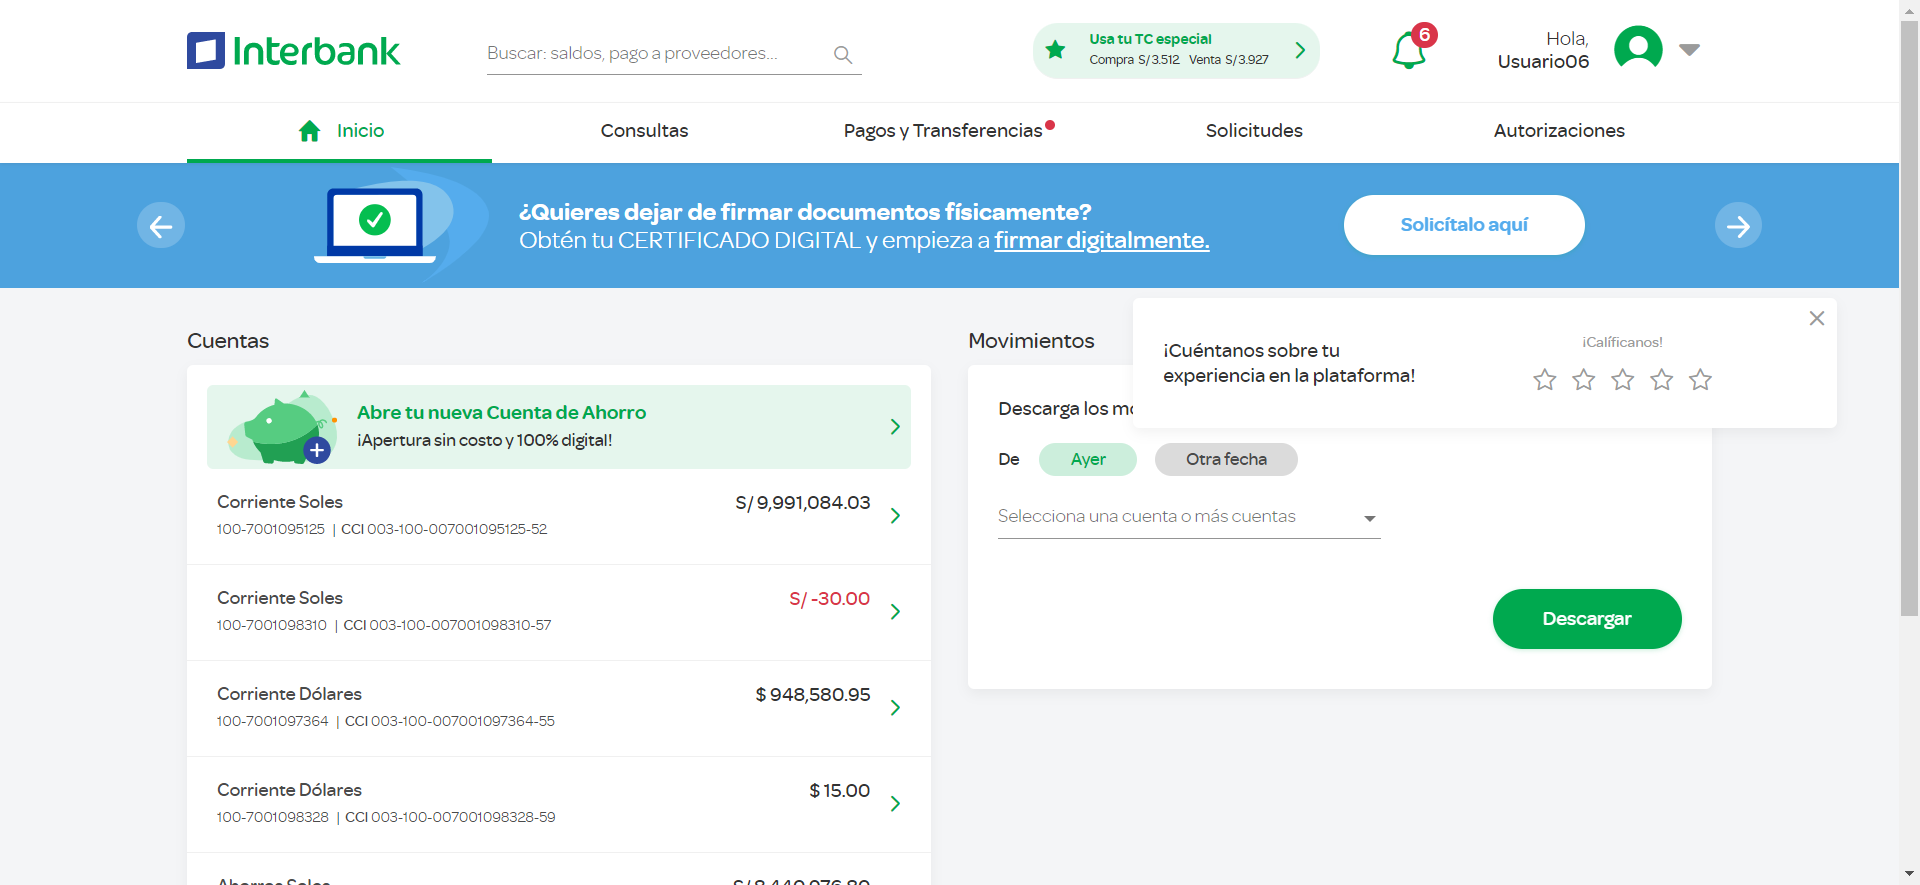 Interbank
Buscar: saldos, pago a proveedores...
Usa tu TC especial
Compra S/3.512 Venta S/3.927
6
Hola,
Usuario06
Inicio
Consultas
Pagos y Transferencias
Solicitudes
Autorizaciones
¿Quieres dejar de firmar documentos físicamente?
Obtén tu CERTIFICADO DIGITAL y empieza a firmar digitalmente.
Solicítalo aquí
Cuentas
Abre tu nueva Cuenta de Ahorro
¡Apertura sin costo y 100% digital!
Corriente Soles
S/ 9,991,084.03
100-7001095125 | CCI 003-100-007001095125-52
Corriente Soles
S/ -30.00
100-7001098310 | CCI 003-100-007001098310-57
Corriente Dólares
$ 948,580.95
100-7001097364 | CCI 003-100-007001097364-55
Corriente Dólares
$ 15.00
100-7001098328 | CCI 003-100-007001098328-59
Movimientos
¡Cuéntanos sobre tu
experiencia en la plataforma!
¡Califícanos!
Descarga los
De
Ayer
Otra fecha
Selecciona una cuenta o más cuentas
Descargar